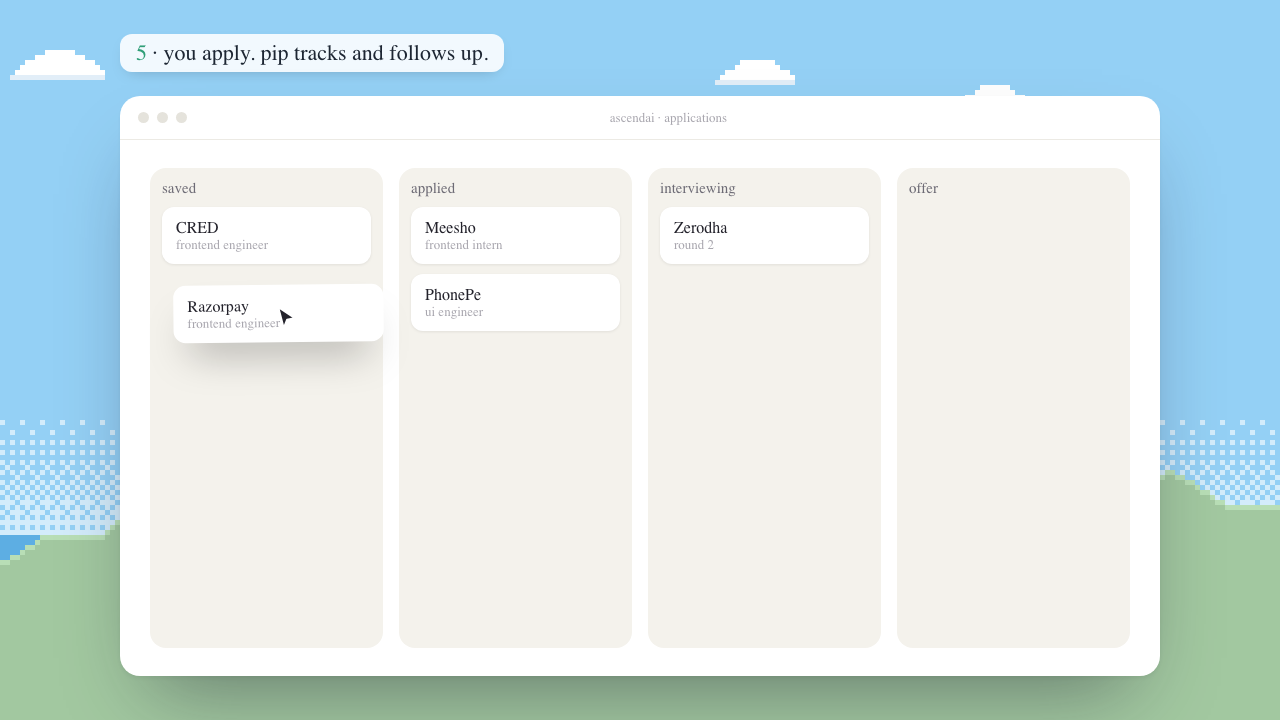 5 · you apply. pip tracks and follows up.
ascendai · applications
saved
CRED
frontend engineer
Razorpay
frontend engineer
applied
Meesho
frontend intern
PhonePe
ui engineer
interviewing
Zerodha
round 2
offer